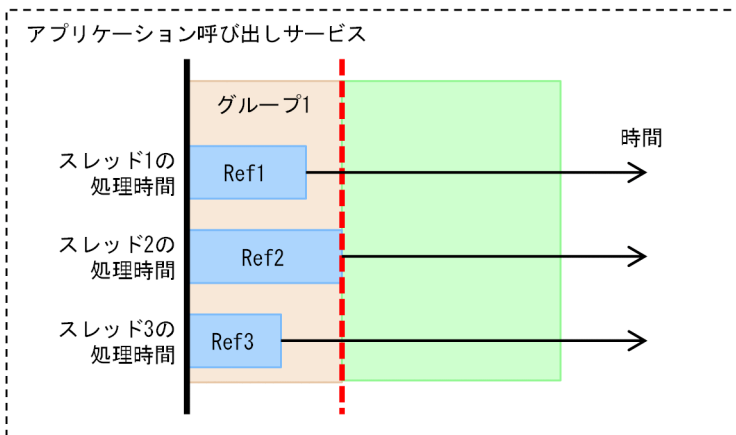 アプリケーション呼び出しサービス
グループ1
時間
スレッド1の
処理時間
Ref1
スレッド2の
処理時間
Ref2
スレッド3の
処理時間
Ref3